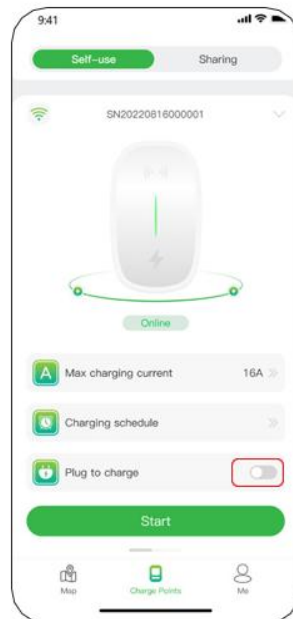 9:41
Self-use
Sharing
SN20220816000001
Online
A Max charging current 16A
Charging schedule
Plug to charge
Start
Map
Charge Points
Me